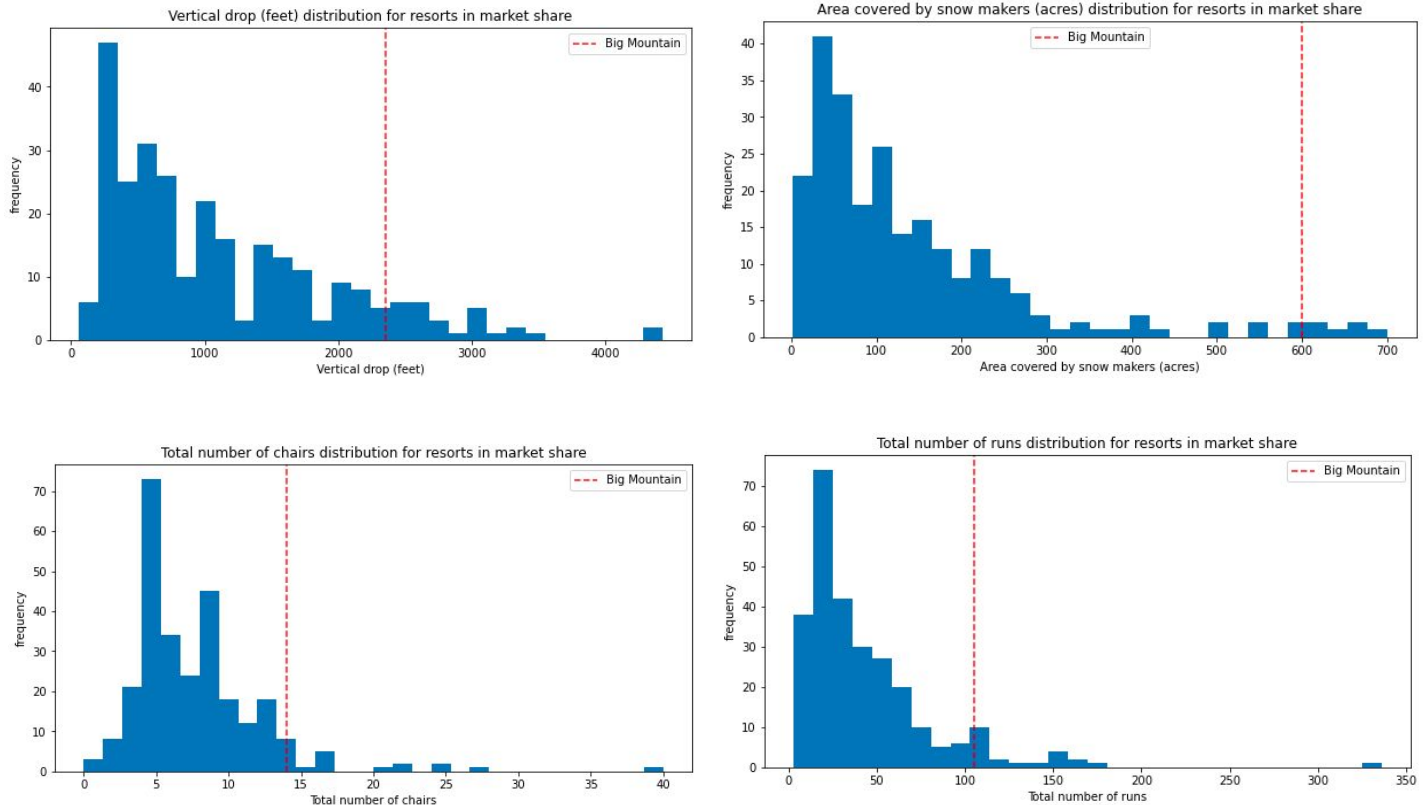 Vertical drop (feet) distribution for resorts in market share
Big Mountain
frequency
40
30
20
10
0
0 1000 2000 3000 4000
Vertical drop (feet)
Area covered by snow makers (acres) distribution for resorts in market share
Big Mountain
frequency
40
35
30
25
20
15
10
5
0
0 100 200 300 400 500 600 700
Area covered by snow makers (acres)
Total number of chairs distribution for resorts in market share
Big Mountain
frequency
70
60
50
40
30
20
10
0
0 5 10 15 20 25 30 35 40
Total number of chairs
Total number of runs distribution for resorts in market share
Big Mountain
frequency
70
60
50
40
30
20
10
0
0 50 100 150 200 250 300 350
Total number of runs